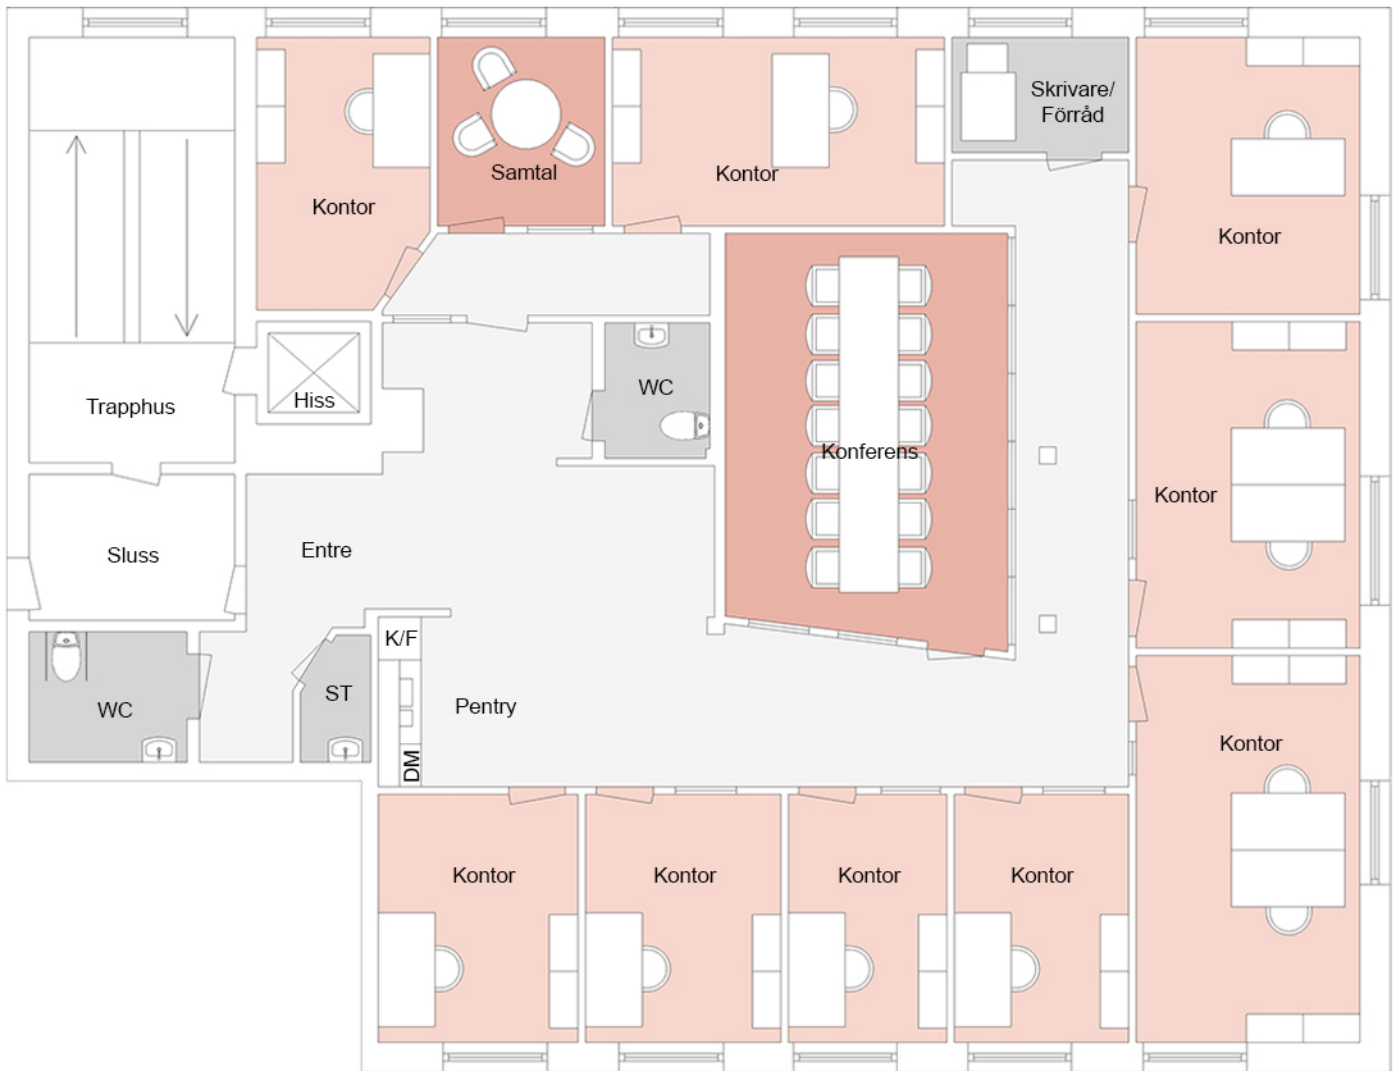 Skrivare/
Förråd
Samtal
Kontor
Kontor
Kontor
WC
Hiss
Trapphus
Konferens
Kontor
Sluss
Entre
K/F
ST
WC
Pentry
DM
Kontor
Kontor
Kontor
Kontor
Kontor